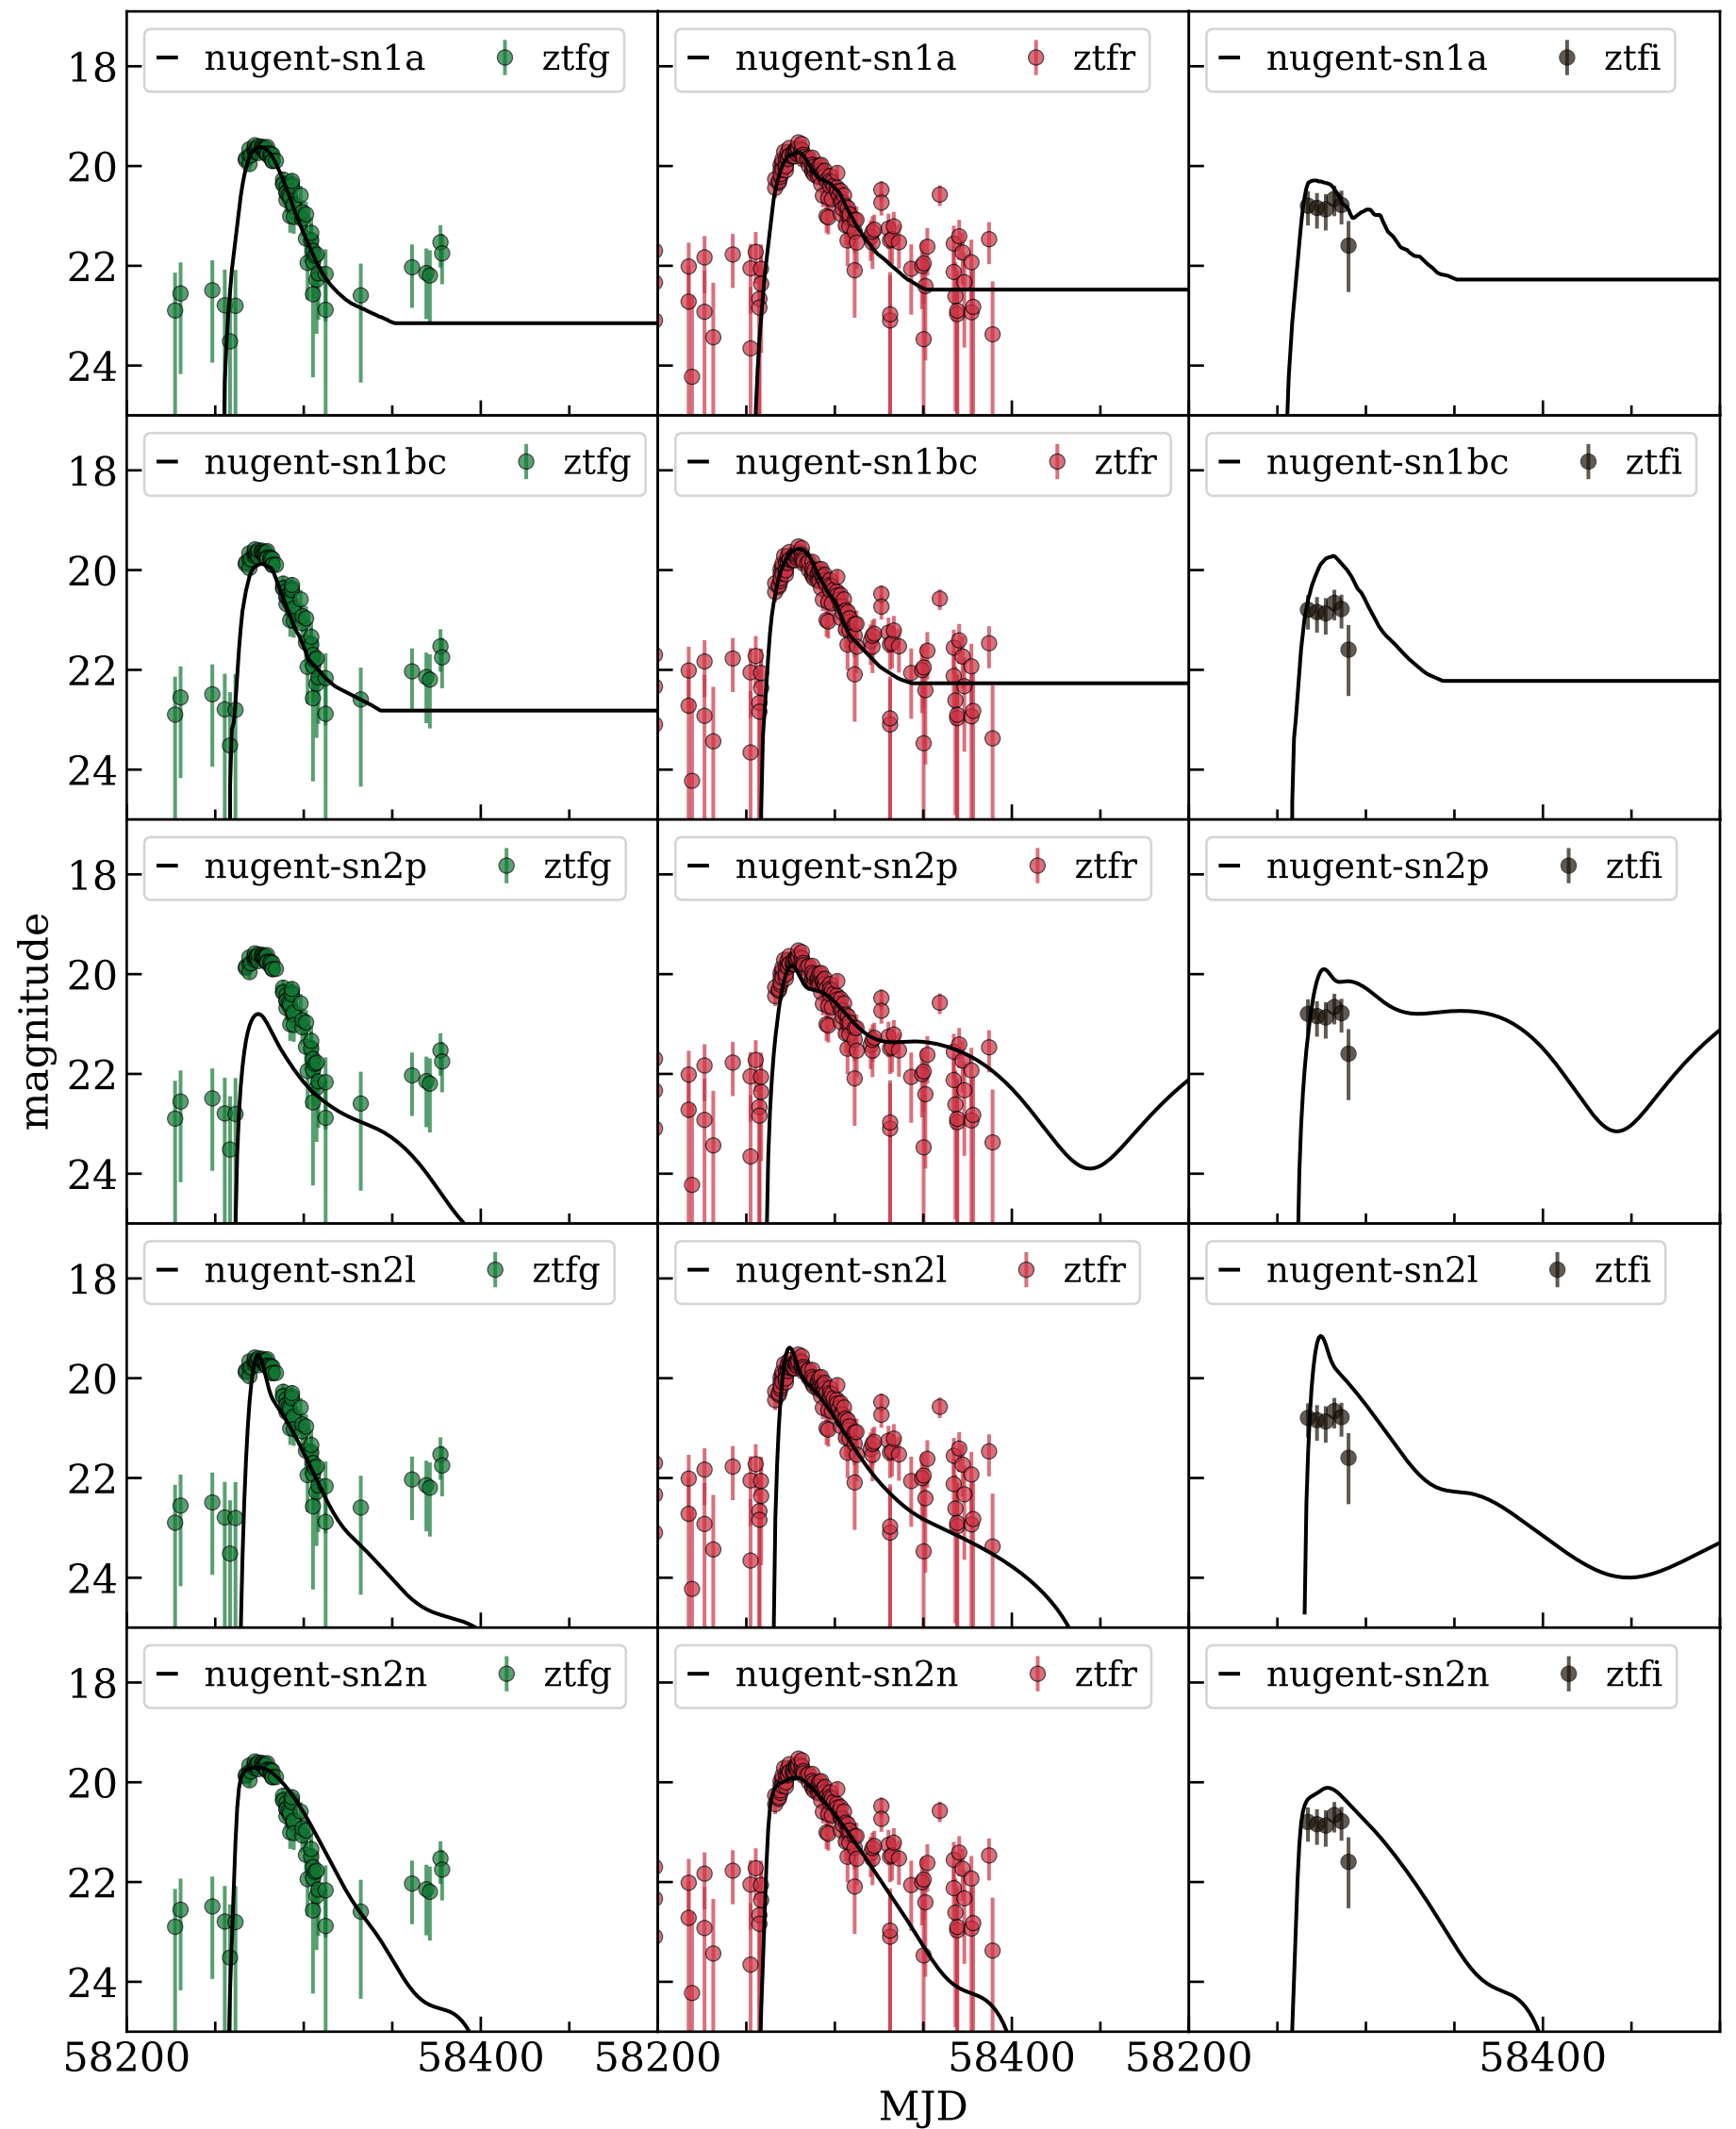 nugent-sn1a ztfg nugent-sn1a ztfr nugent-sn1a ztfi
18
20
22
24
nugent-sn1bc ztfg nugent-sn1bc ztfr nugent-sn1bc ztfi
18
20
22
24
nugent-sn2p ztfg nugent-sn2p ztfr nugent-sn2p ztfi
18
20
22
24
magnitude
nugent-sn2l ztfg nugent-sn2l ztfr nugent-sn2l ztfi
18
20
22
24
nugent-sn2n ztfg nugent-sn2n ztfr nugent-sn2n ztfi
18
20
22
24
58200 58400 58200 58400 58200 58400
MJD